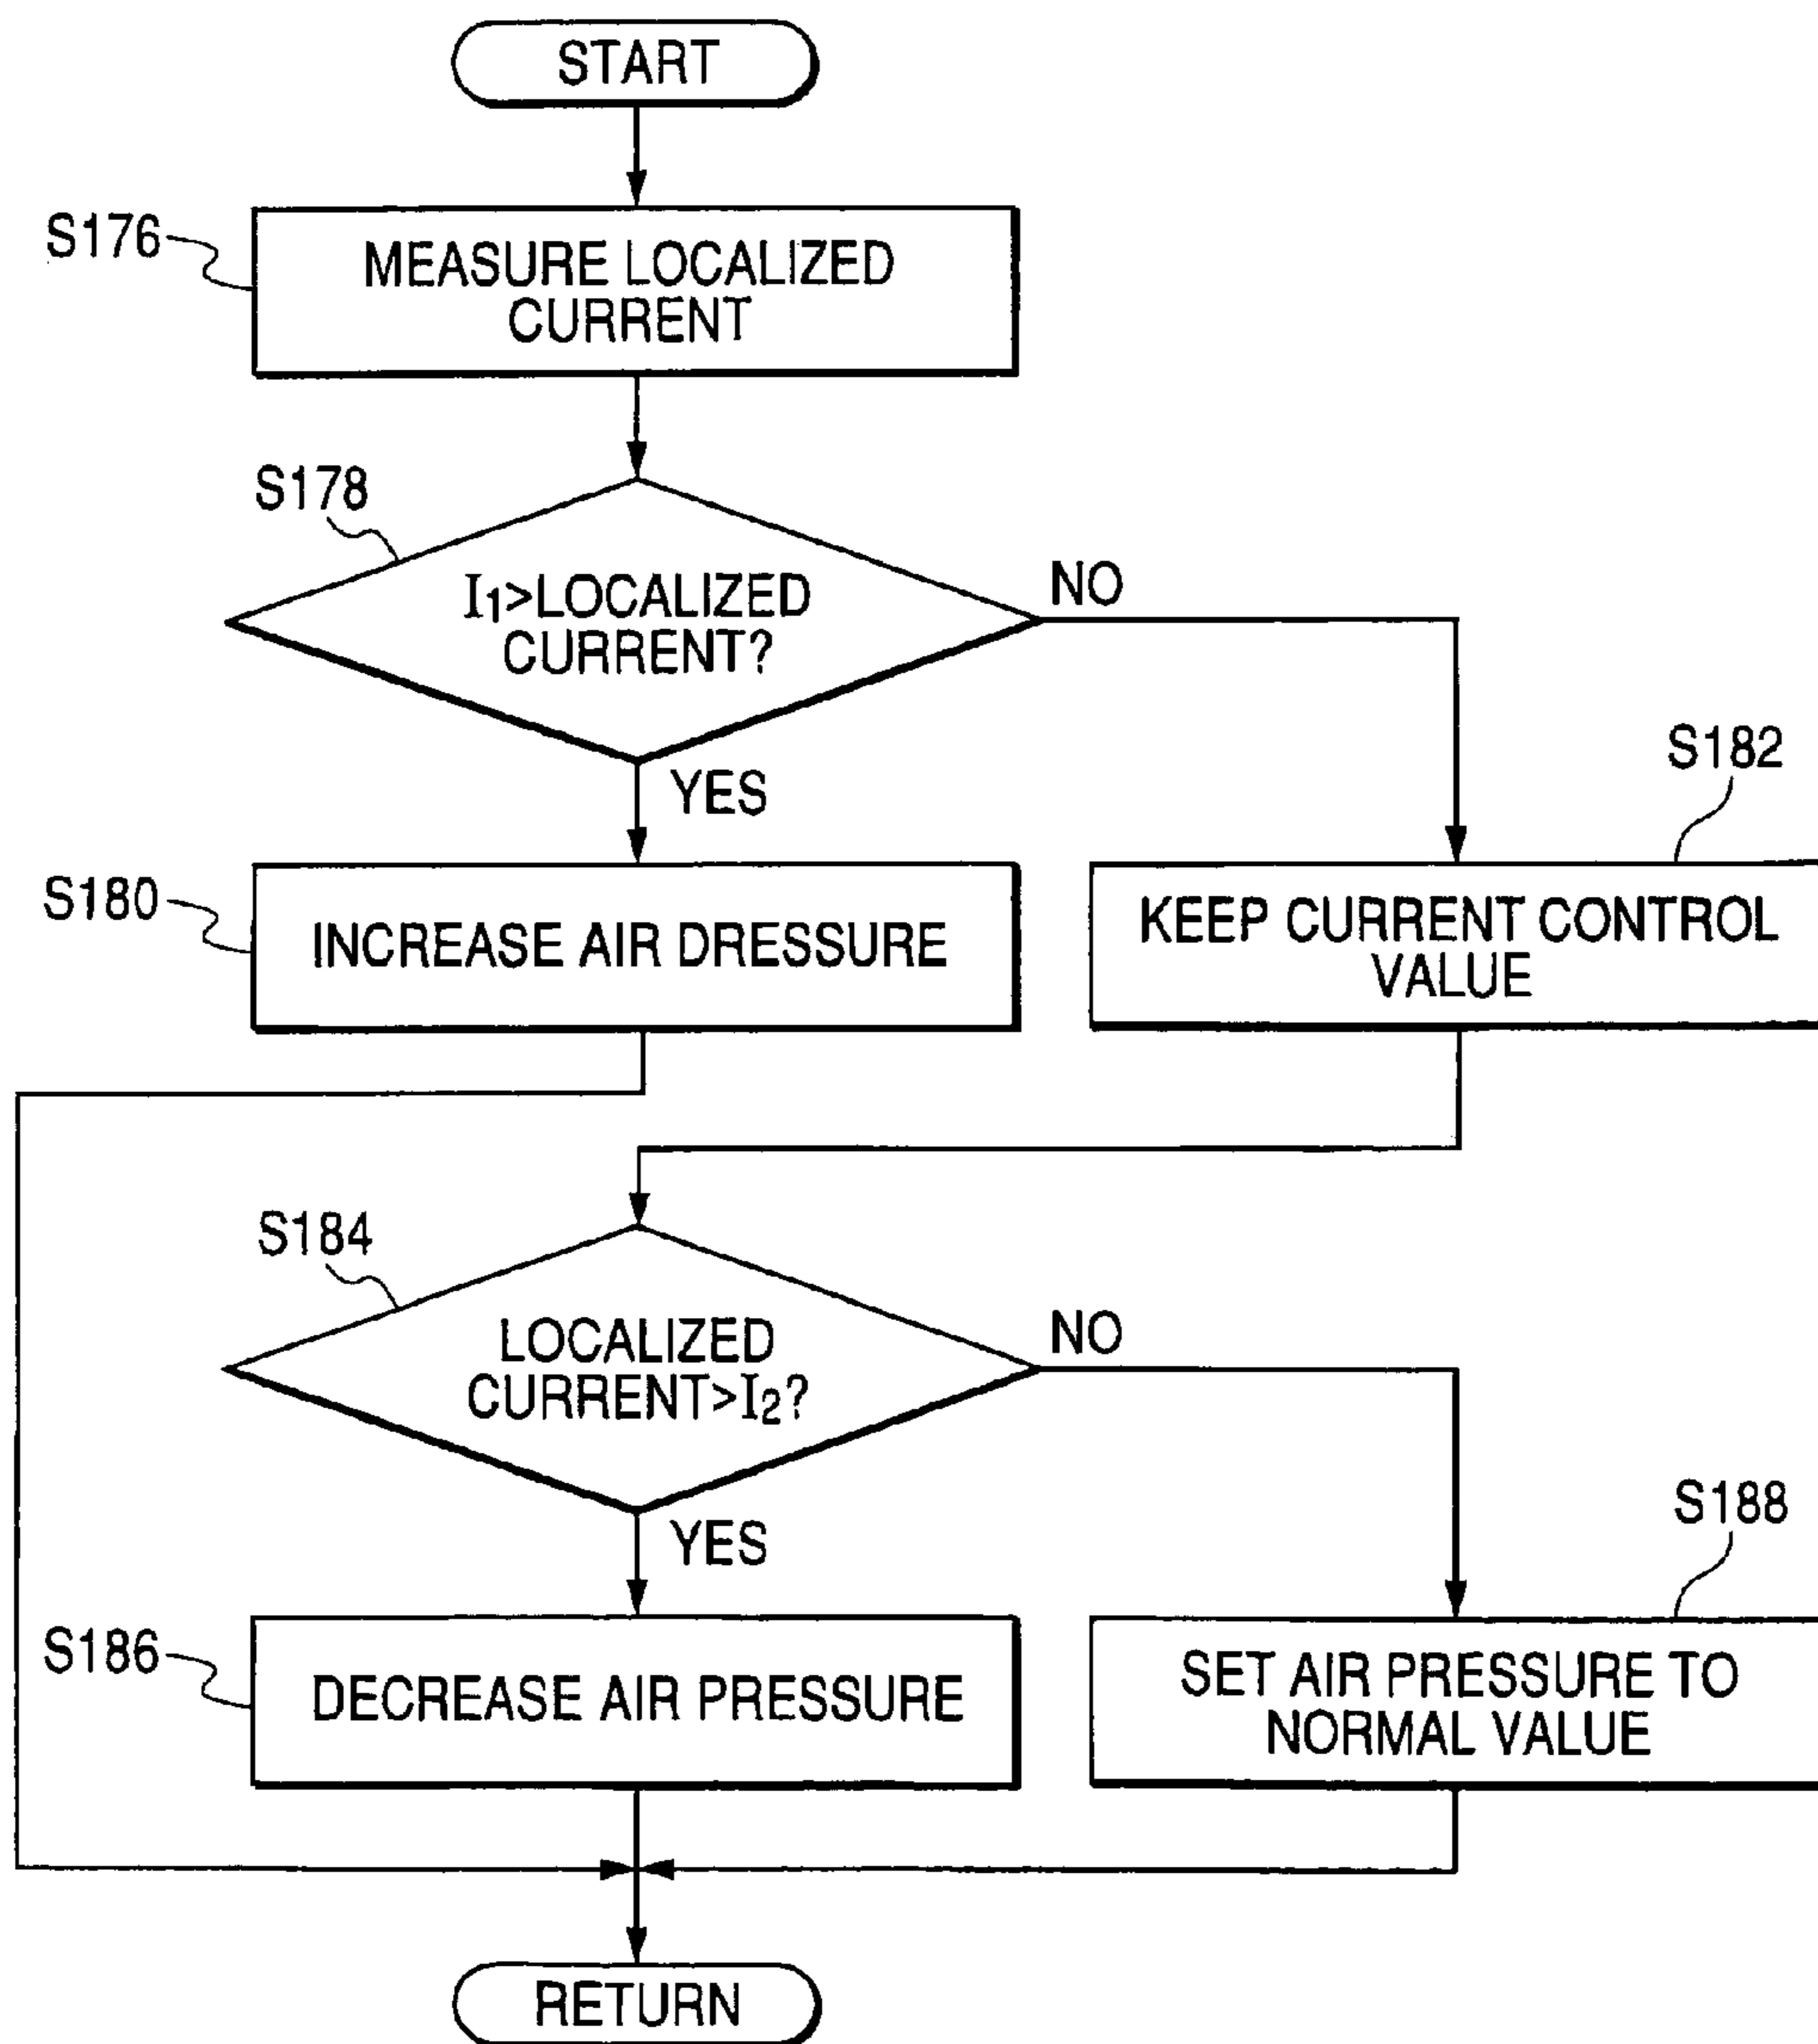 START
S176
MEASURE LOCALIZED
CURRENT
S178
I1>LOCALIZED
CURRENT?
NO
YES
S182
S180
INCREASE AIR DRESSURE
KEEP CURRENT CONTROL
VALUE
S184
LOCALIZED
CURRENT>I2?
NO
YES
S188
S186
DECREASE AIR PRESSURE
SET AIR PRESSURE TO
NORMAL VALUE
RETURN